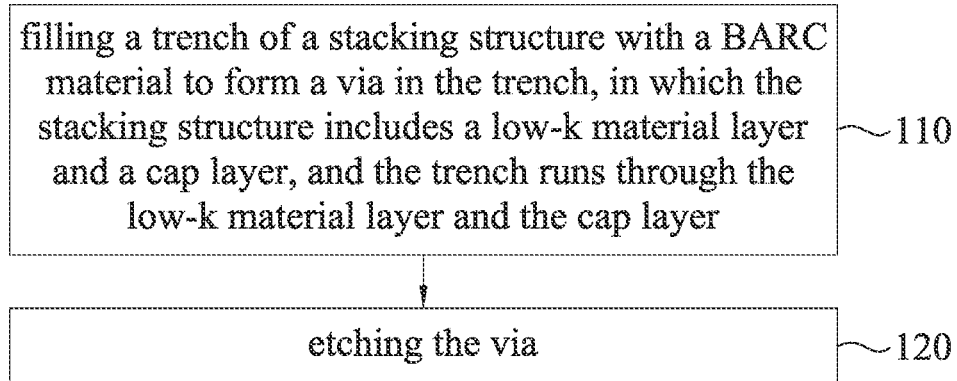 filling a trench of a stacking structure with a BARC
material to form a via in the trench, in which the
stacking structure includes a low-k material layer
and a cap layer, and the trench runs through the
low-k material layer and the cap layer
110
etching the via
120